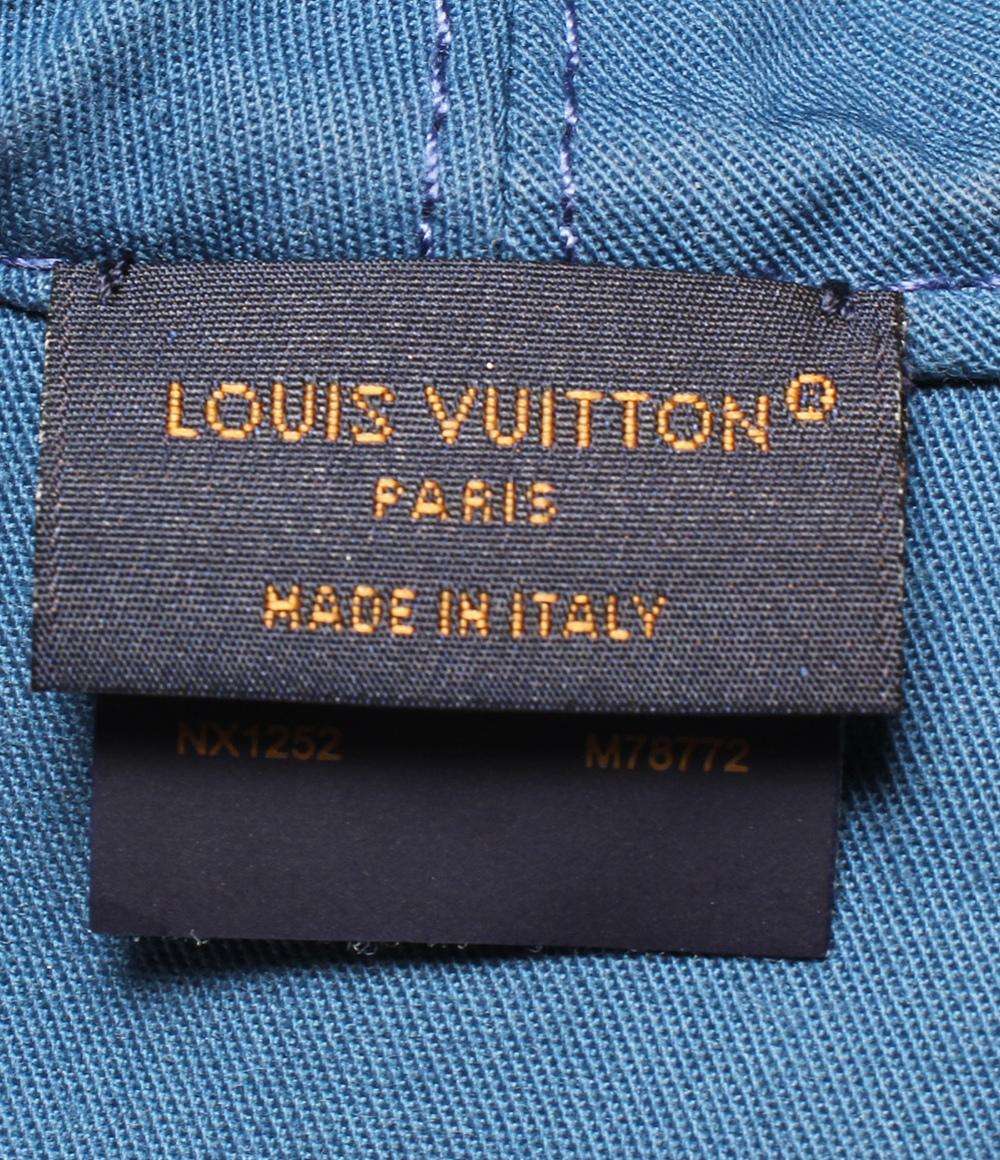 LOUIS VUITTON®
PARIS
MADE IN ITALY
NX1252 M78772